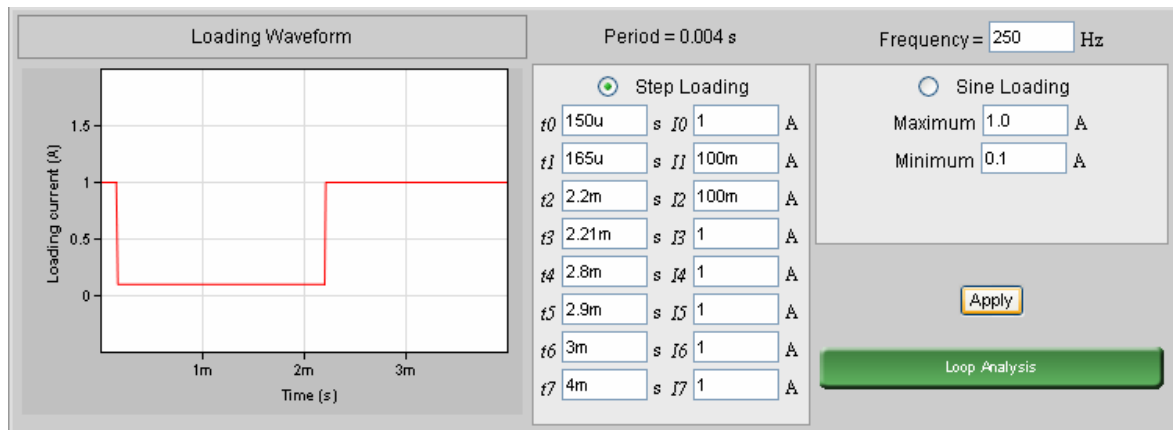 Loading Waveform
Period = 0.004 s
Frequency = 250 Hz
Loading current (A)
1.5
1
0.5
0
1m 2m 3m
Time (s)
Step Loading
t0 150u s I0 1 A
t1 165u s I1 100m A
t2 2.2m s I2 100m A
t3 2.21m s I3 1 A
t4 2.8m s I4 1 A
t5 2.9m s I5 1 A
t6 3m s I6 1 A
t7 4m s I7 1 A
Sine Loading
Maximum 1.0 A
Minimum 0.1 A
Apply
Loop Analysis